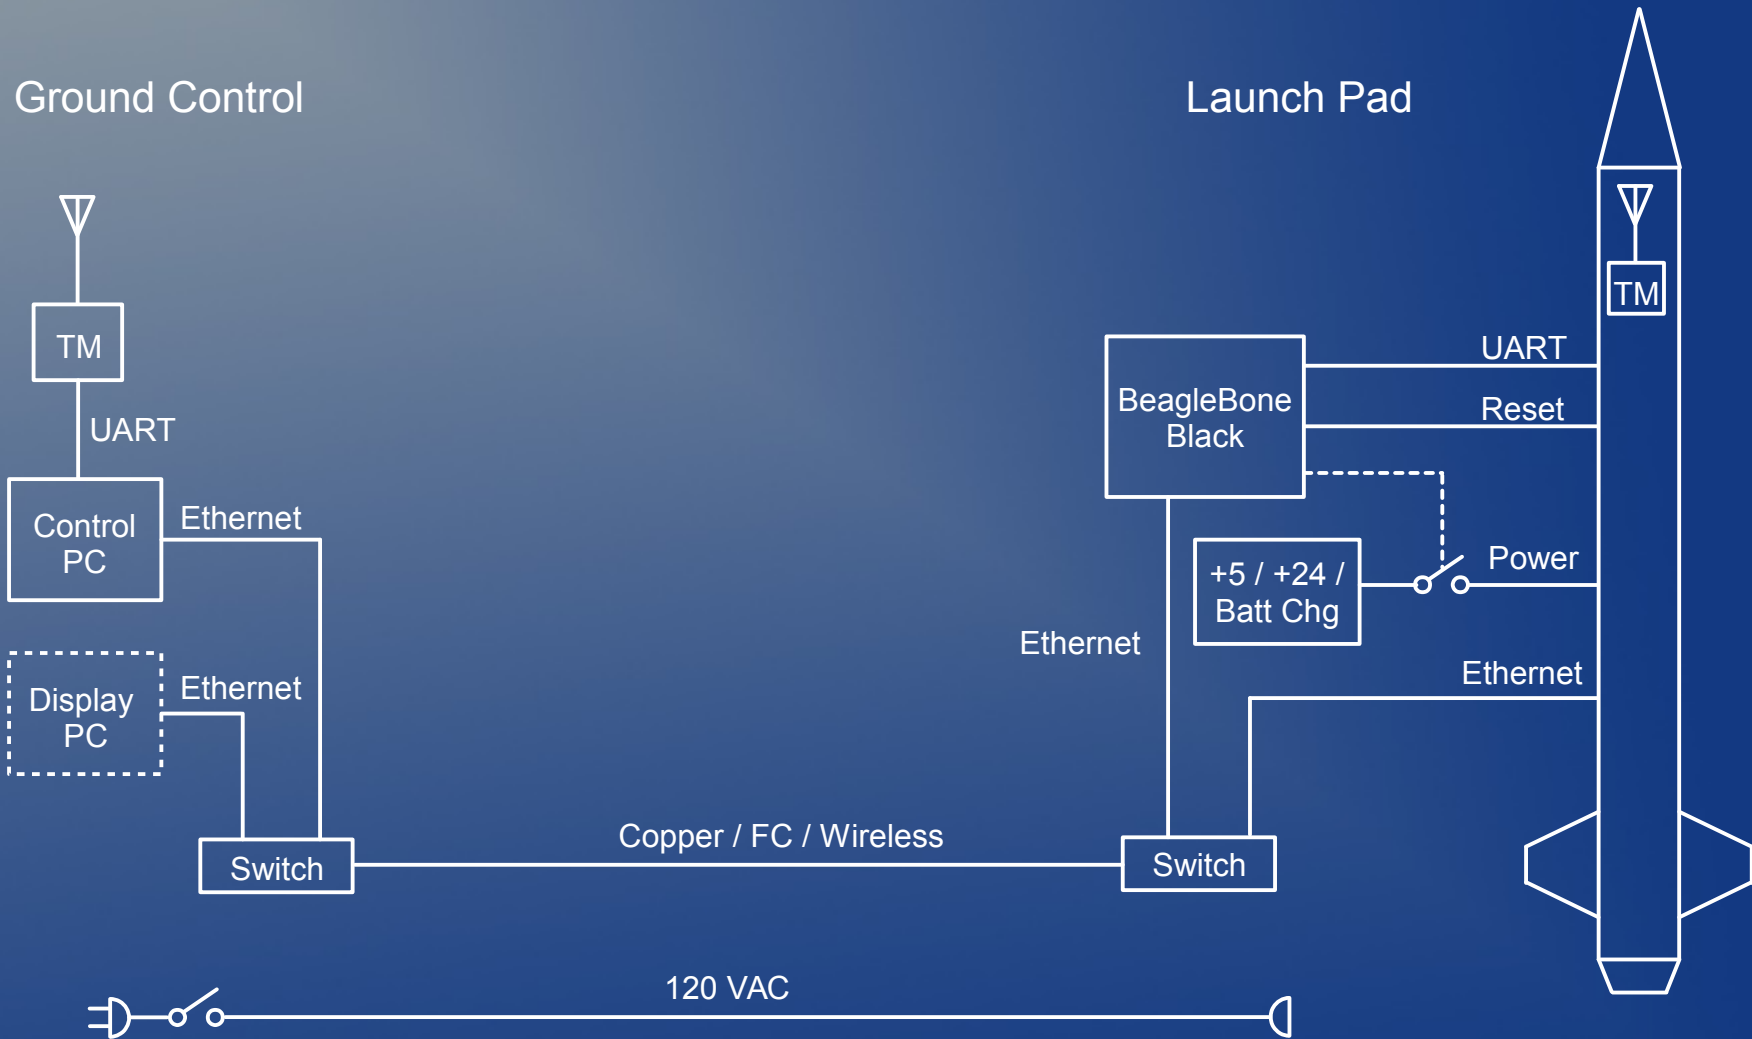 Ground Control
Launch Pad
TM
TM
UART
UART
BeagleBone
Black
Reset
Control
PC
Ethernet
+5 / +24 /
Batt Chg
Power
Ethernet
Ethernet
Display
PC
Ethernet
Copper / FC / Wireless
Switch
Switch
120 VAC